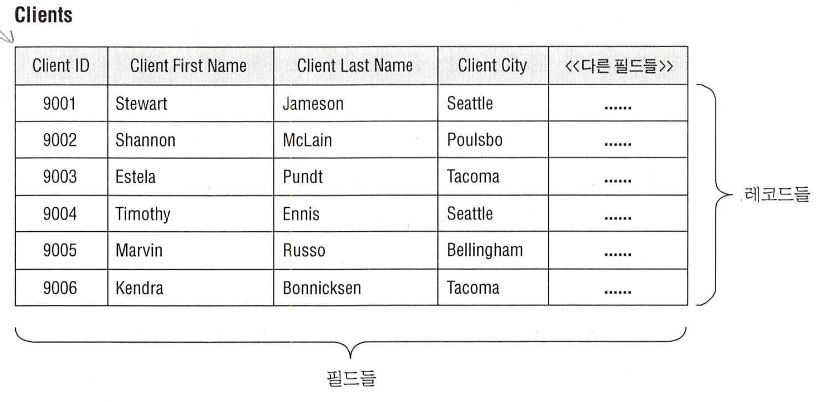 Clients
Client ID Client First Name Client Last Name Client City <<다른 필드들>>
9001 Stewart Jameson Seattle ......
9002 Shannon McLain Poulsbo ......
9003 Estela Pundt Tacoma ......
9004 Timothy Ennis Seattle ......
9005 Marvin Russo Bellingham ......
9006 Kendra Bonnicksen Tacoma ......
레코드들
필드들